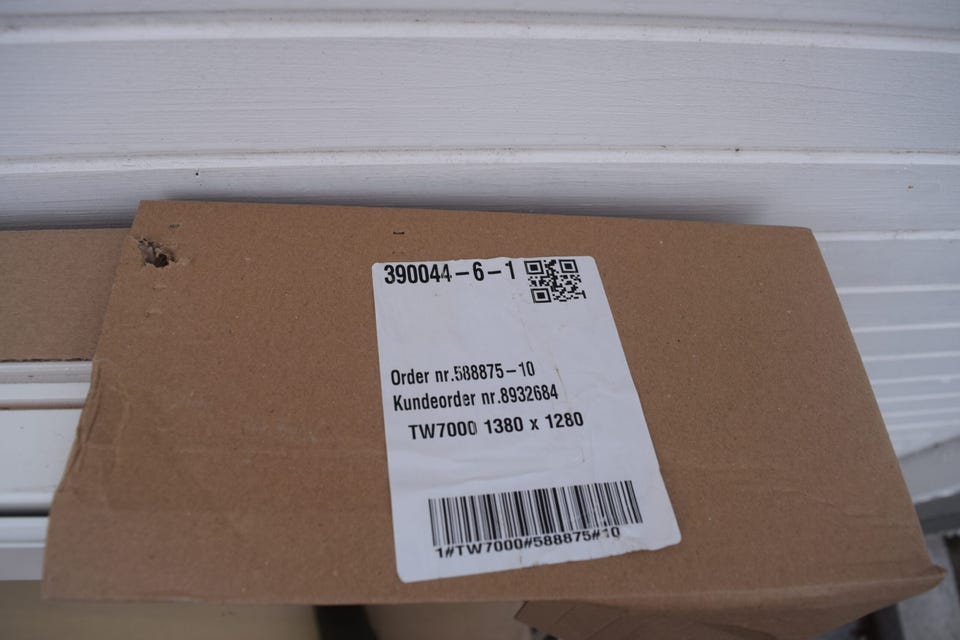 390044-6-1
Order nr.588875-10
Kundeorder nr.8932684
TW7000 1380 x 1280
1#TW7000#588875#10